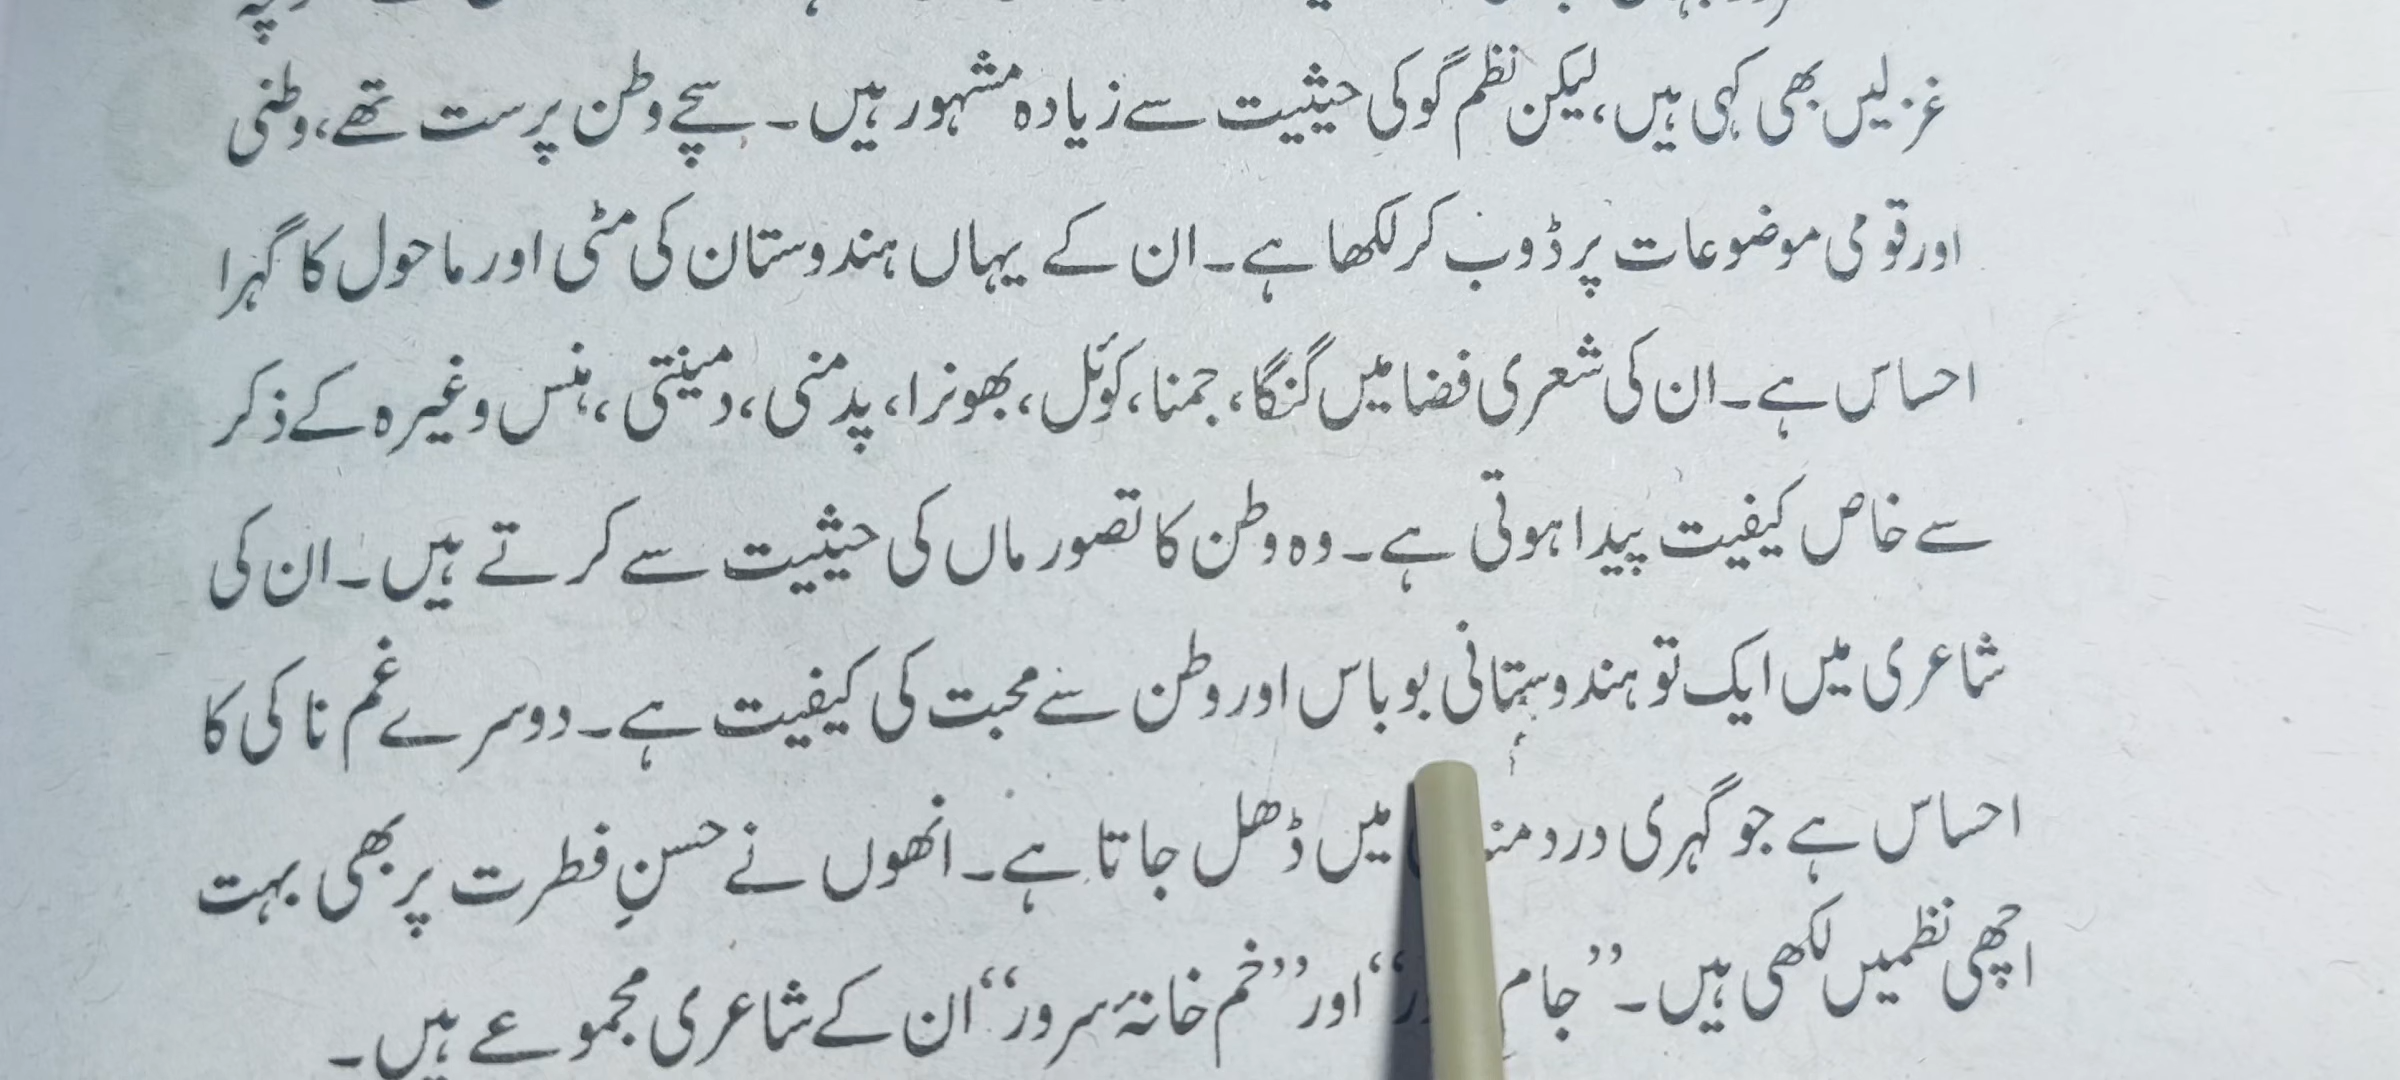 غزلیں بھی کہی ہیں، لیکن نظم گو کی حیثیت سے زیادہ مشہور ہیں۔ سچے وطن پرست تھے، وطنی
اور قومی موضوعات پر ڈوب کر لکھا ہے۔ ان کے یہاں ہندوستان کی مٹی اور ماحول کا گہرا
احساس ہے۔ ان کی شعری فضا میں گنگا، جمنا، کوئل، بھونرا، پدمنی، دمینتی، ہنس وغیرہ کے ذکر
سے خاص کیفیت پیدا ہوتی ہے۔ وہ وطن کا تصور ماں کی حیثیت سے کرتے ہیں۔ ان کی
شاعری میں ایک تو ہندوستانی بو باس اور وطن سے محبت کی کیفیت ہے۔ دوسرے غم ناکی کا
احساس ہے جو گہری میں ڈھل جاتا ہے۔ انھوں نے حسنِ فطرت پر بھی بہت
اچھی نظمیں لکھی ہیں۔ ”جام “ اور ”خم خانۂ سرور“ ان کے شاعری مجموعے ہیں۔